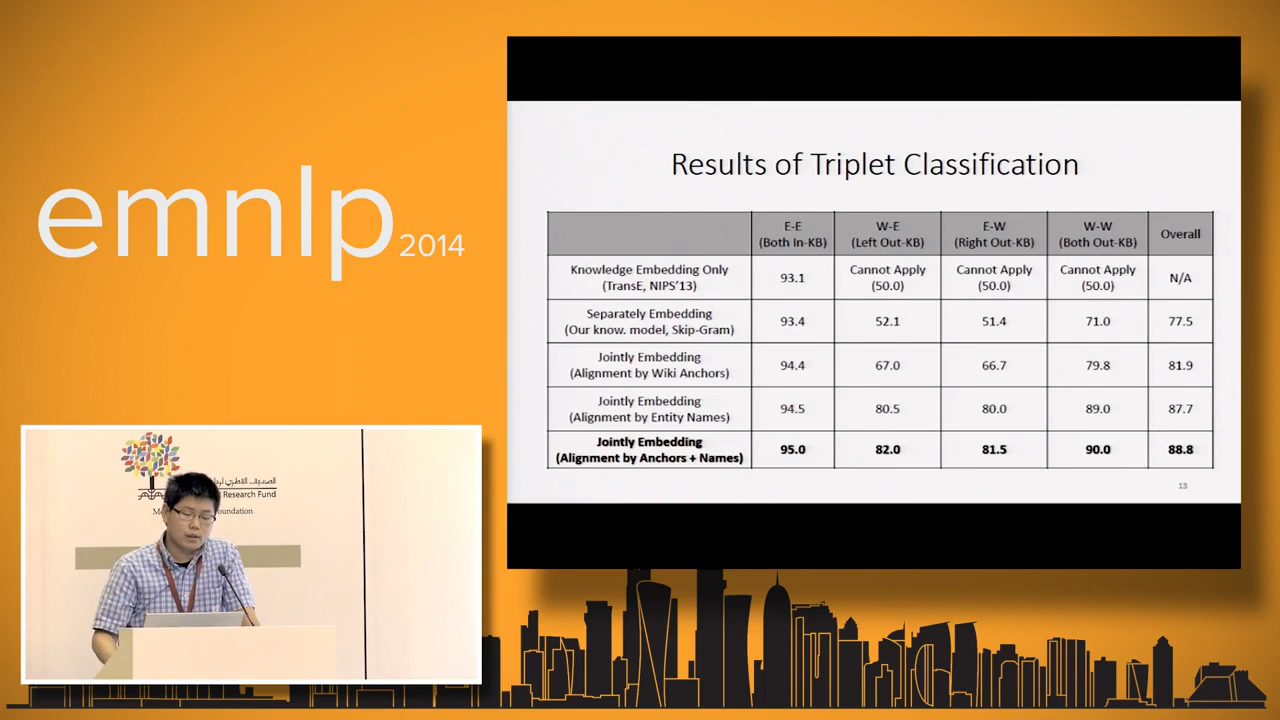 emnlp 2014
Results of Triplet Classification
E-E
(Both In-KB)
W-E
(Left Out-KB)
E-W
(Right Out-KB)
W-W
(Both Out-KB)
Overall
Knowledge Embedding Only
(TransE, NIPS'13)
93.1
Cannot Apply
(50.0)
Cannot Apply
(50.0)
Cannot Apply
(50.0)
N/A
Separately Embedding
(Our know. model, Skip-Gram)
93.4
52.1
51.4
71.0
77.5
Jointly Embedding
(Alignment by Wiki Anchors)
94.4
67.0
66.7
79.8
81.9
Jointly Embedding
(Alignment by Entity Names)
94.5
80.5
80.0
89.0
87.7
Jointly Embedding
(Alignment by Anchors + Names)
95.0
82.0
81.5
90.0
88.8
13
Research Fund